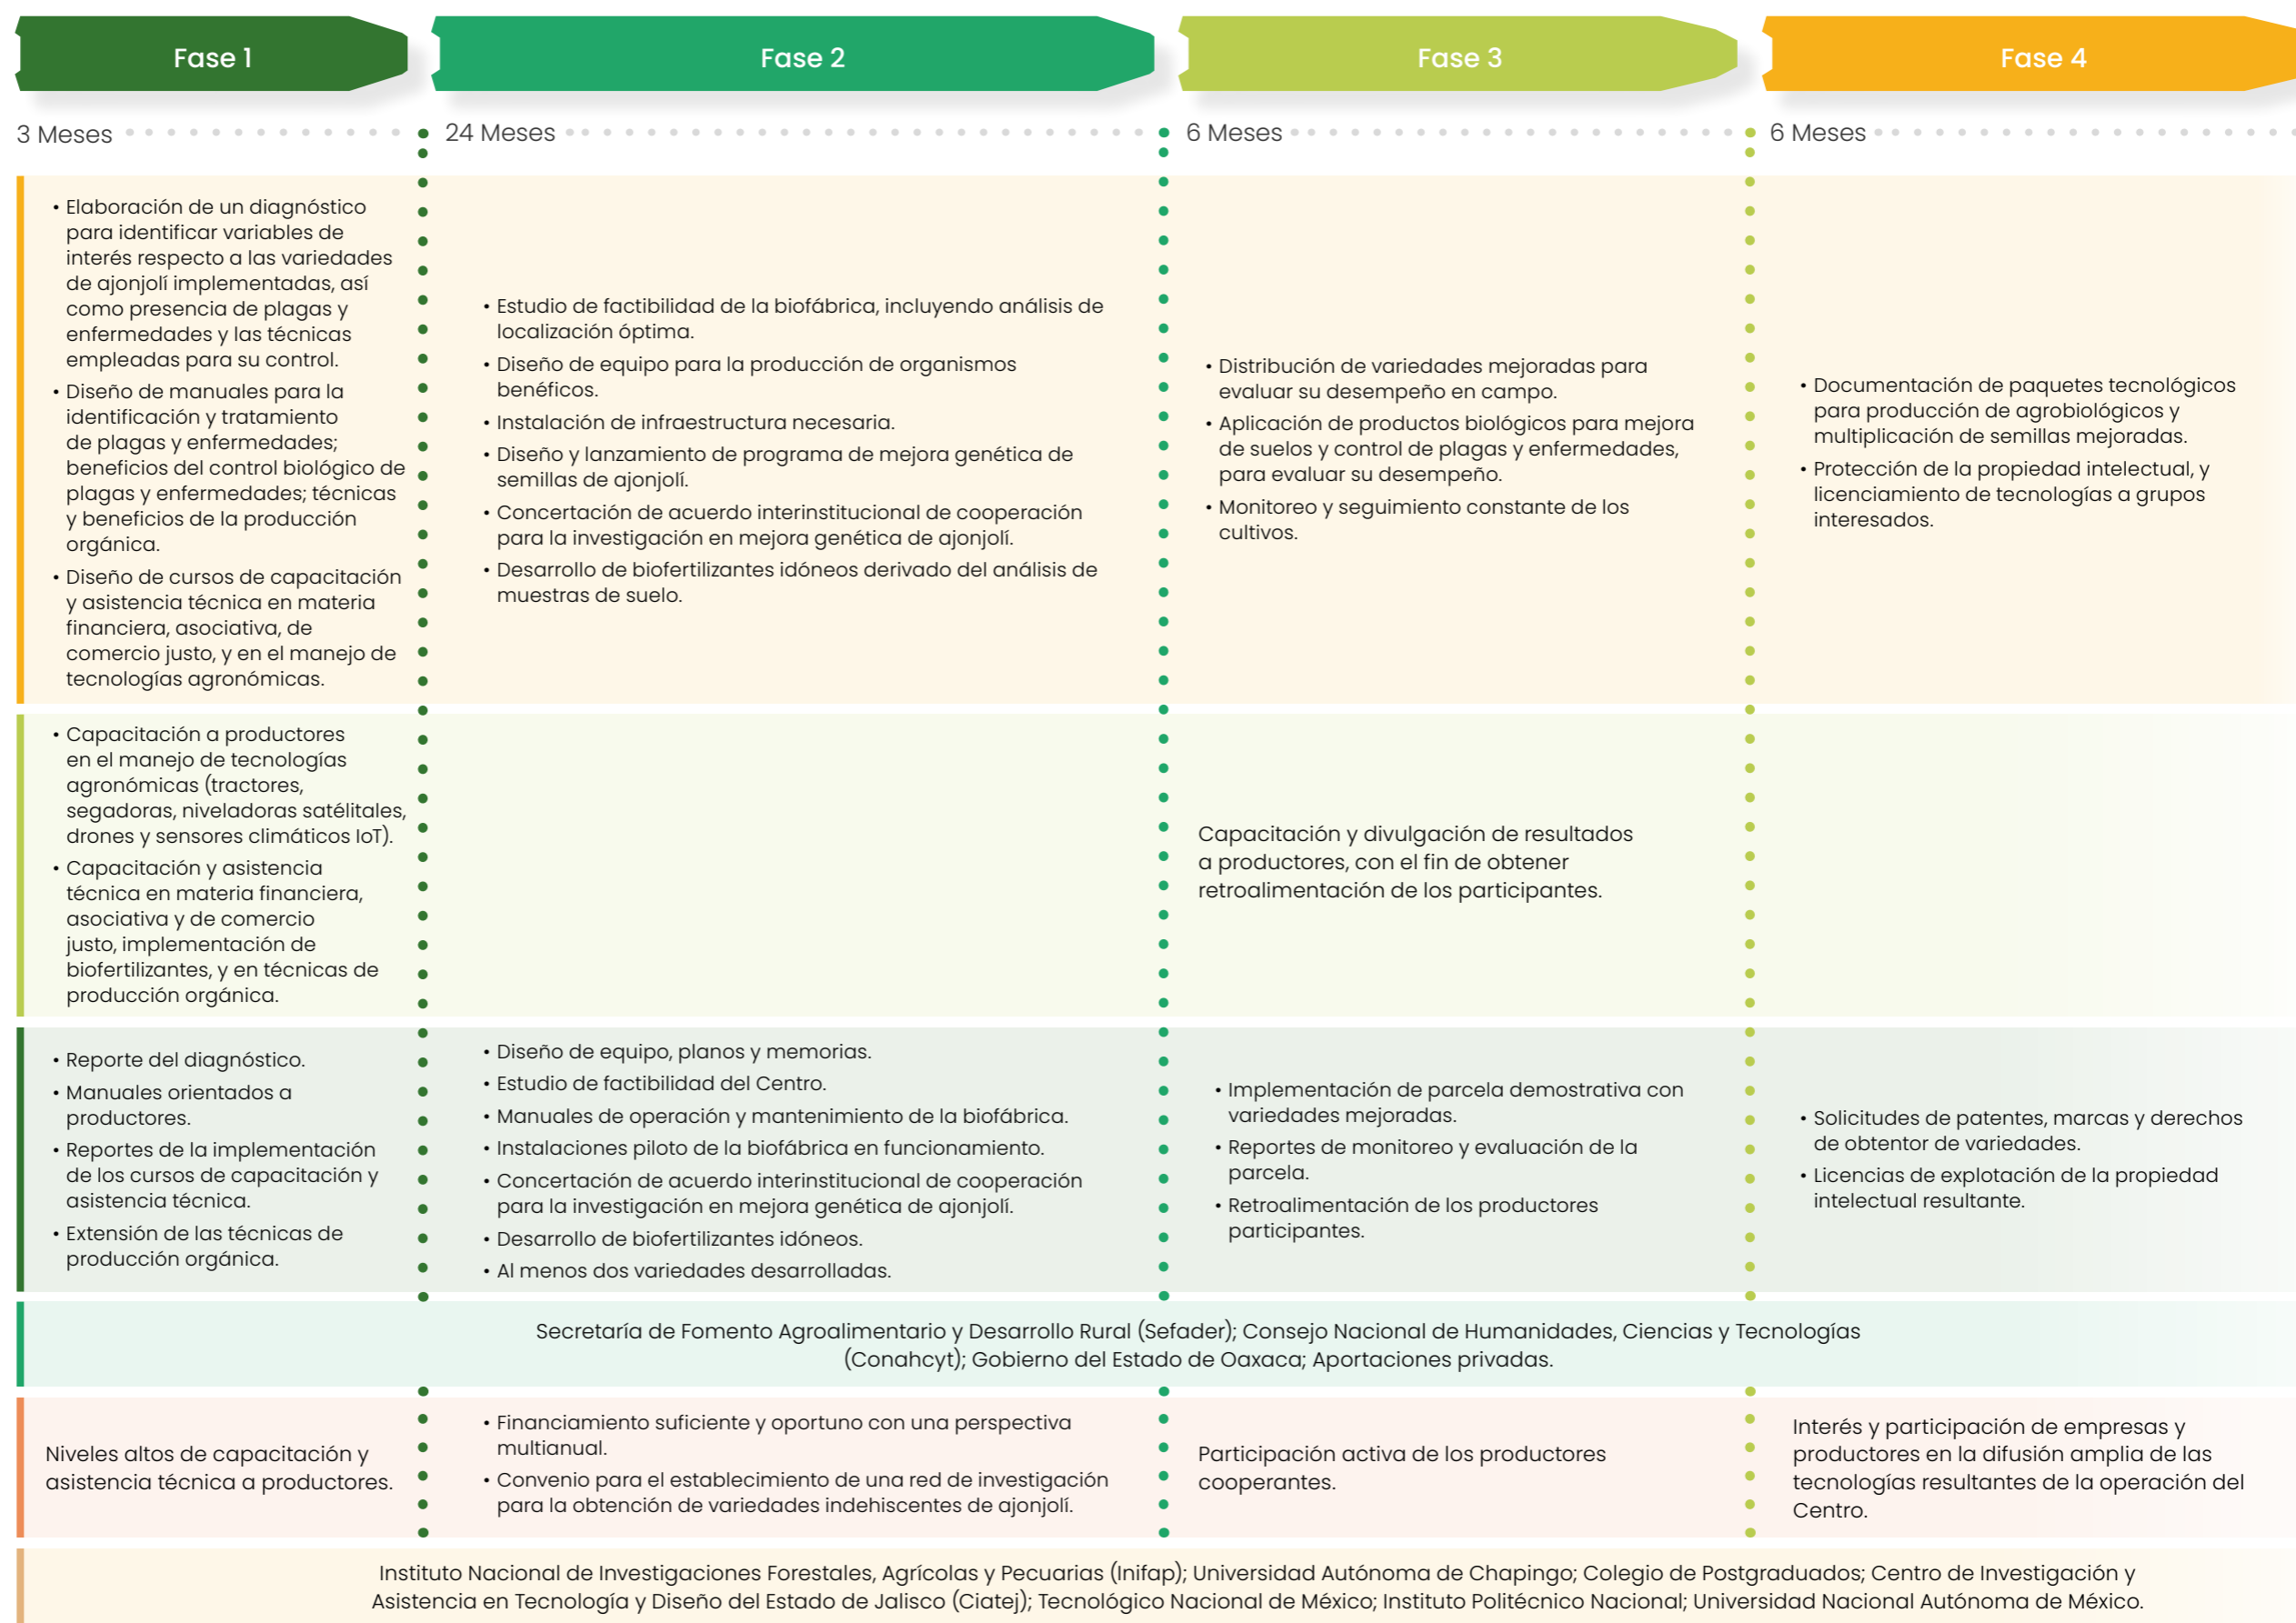 Fase 1
Fase 2
Fase 3
Fase 4
3 Meses
24 Meses
6 Meses
6 Meses
• Elaboración de un diagnóstico
para identificar variables de
interés respecto a las variedades
de ajonjolí implementadas, así
como presencia de plagas y
enfermedades y las técnicas
empleadas para su control.
• Diseño de manuales para la
identificación y tratamiento
de plagas y enfermedades;
beneficios del control biológico de
plagas y enfermedades; técnicas
y beneficios de la producción
orgánica.
• Diseño de cursos de capacitación
y asistencia técnica en materia
financiera, asociativa, de
comercio justo, y en el manejo de
tecnologías agronómicas.
• Estudio de factibilidad de la biofábrica, incluyendo análisis de
localización óptima.
• Diseño de equipo para la producción de organismos
benéficos.
• Instalación de infraestructura necesaria.
• Diseño y lanzamiento de programa de mejora genética de
semillas de ajonjolí.
• Concertación de acuerdo interinstitucional de cooperación
para la investigación en mejora genética de ajonjolí.
• Desarrollo de biofertilizantes idóneos derivado del análisis de
muestras de suelo.
• Distribución de variedades mejoradas para
evaluar su desempeño en campo.
• Aplicación de productos biológicos para mejora
de suelos y control de plagas y enfermedades,
para evaluar su desempeño.
• Monitoreo y seguimiento constante de los
cultivos.
• Documentación de paquetes tecnológicos
para producción de agrobiológicos y
multiplicación de semillas mejoradas.
• Protección de la propiedad intelectual, y
licenciamiento de tecnologías a grupos
interesados.
• Capacitación a productores
en el manejo de tecnologías
agronómicas (tractores,
segadoras, niveladoras satélitales,
drones y sensores climáticos IoT).
• Capacitación y asistencia
técnica en materia financiera,
asociativa y de comercio
justo, implementación de
biofertilizantes, y en técnicas de
producción orgánica.
Capacitación y divulgación de resultados
a productores, con el fin de obtener
retroalimentación de los participantes.
• Reporte del diagnóstico.
• Manuales orientados a
productores.
• Reportes de la implementación
de los cursos de capacitación y
asistencia técnica.
• Extensión de las técnicas de
producción orgánica.
• Diseño de equipo, planos y memorias.
• Estudio de factibilidad del Centro.
• Manuales de operación y mantenimiento de la biofábrica.
• Instalaciones piloto de la biofábrica en funcionamiento.
• Concertación de acuerdo interinstitucional de cooperación
para la investigación en mejora genética de ajonjolí.
• Desarrollo de biofertilizantes idóneos.
• Al menos dos variedades desarrolladas.
• Implementación de parcela demostrativa con
variedades mejoradas.
• Reportes de monitoreo y evaluación de la
parcela.
• Retroalimentación de los productores
participantes.
• Solicitudes de patentes, marcas y derechos
de obtentor de variedades.
• Licencias de explotación de la propiedad
intelectual resultante.
Secretaría de Fomento Agroalimentario y Desarrollo Rural (Sefader); Consejo Nacional de Humanidades, Ciencias y Tecnologías
(Conahcyt); Gobierno del Estado de Oaxaca; Aportaciones privadas.
Niveles altos de capacitación y
asistencia técnica a productores.
• Financiamiento suficiente y oportuno con una perspectiva
multianual.
• Convenio para el establecimiento de una red de investigación
para la obtención de variedades indehiscentes de ajonjolí.
Participación activa de los productores
cooperantes.
Interés y participación de empresas y
productores en la difusión amplia de las
tecnologías resultantes de la operación del
Centro.
Instituto Nacional de Investigaciones Forestales, Agrícolas y Pecuarias (Inifap); Universidad Autónoma de Chapingo; Colegio de Postgraduados; Centro de Investigación y
Asistencia en Tecnología y Diseño del Estado de Jalisco (Ciatej); Tecnológico Nacional de México; Instituto Politécnico Nacional; Universidad Nacional Autónoma de México.